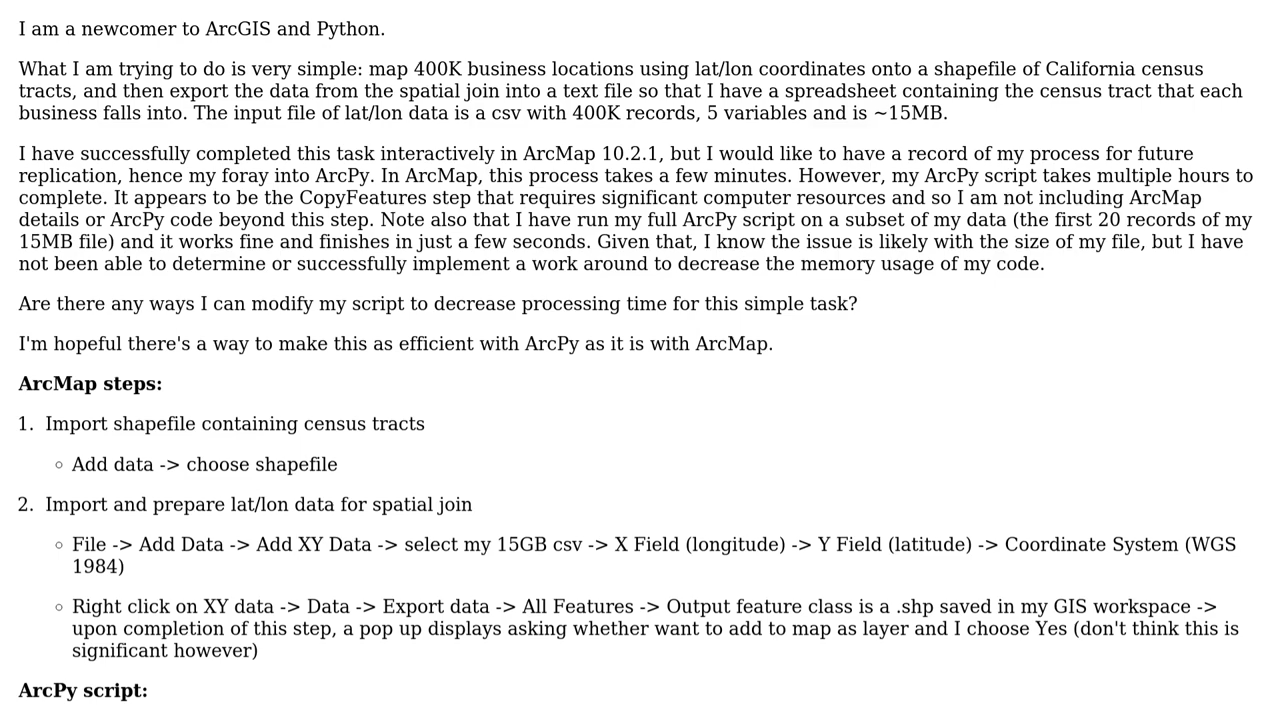 I am a newcomer to ArcGIS and Python.
What I am trying to do is very simple: map 400K business locations using lat/lon coordinates onto a shapefile of California census
tracts, and then export the data from the spatial join into a text file so that I have a spreadsheet containing the census tract that each
business falls into. The input file of lat/lon data is a csv with 400K records, 5 variables and is ~15MB.
I have successfully completed this task interactively in ArcMap 10.2.1, but I would like to have a record of my process for future
replication, hence my foray into ArcPy. In ArcMap, this process takes a few minutes. However, my ArcPy script takes multiple hours to
complete. It appears to be the CopyFeatures step that requires significant computer resources and so I am not including ArcMap
details or ArcPy code beyond this step. Note also that I have run my full ArcPy script on a subset of my data (the first 20 records of my
15MB file) and it works fine and finishes in just a few seconds. Given that, I know the issue is likely with the size of my file, but I have
not been able to determine or successfully implement a work around to decrease the memory usage of my code.
Are there any ways I can modify my script to decrease processing time for this simple task?
I'm hopeful there's a way to make this as efficient with ArcPy as it is with ArcMap.
ArcMap steps:
1. Import shapefile containing census tracts
◦ Add data -> choose shapefile
2. Import and prepare lat/lon data for spatial join
◦ File -> Add Data -> Add XY Data -> select my 15GB csv -> X Field (longitude) -> Y Field (latitude) -> Coordinate System (WGS
1984)
◦ Right click on XY data -> Data -> Export data -> All Features -> Output feature class is a .shp saved in my GIS workspace ->
upon completion of this step, a pop up displays asking whether want to add to map as layer and I choose Yes (don't think this is
significant however)
ArcPy script: